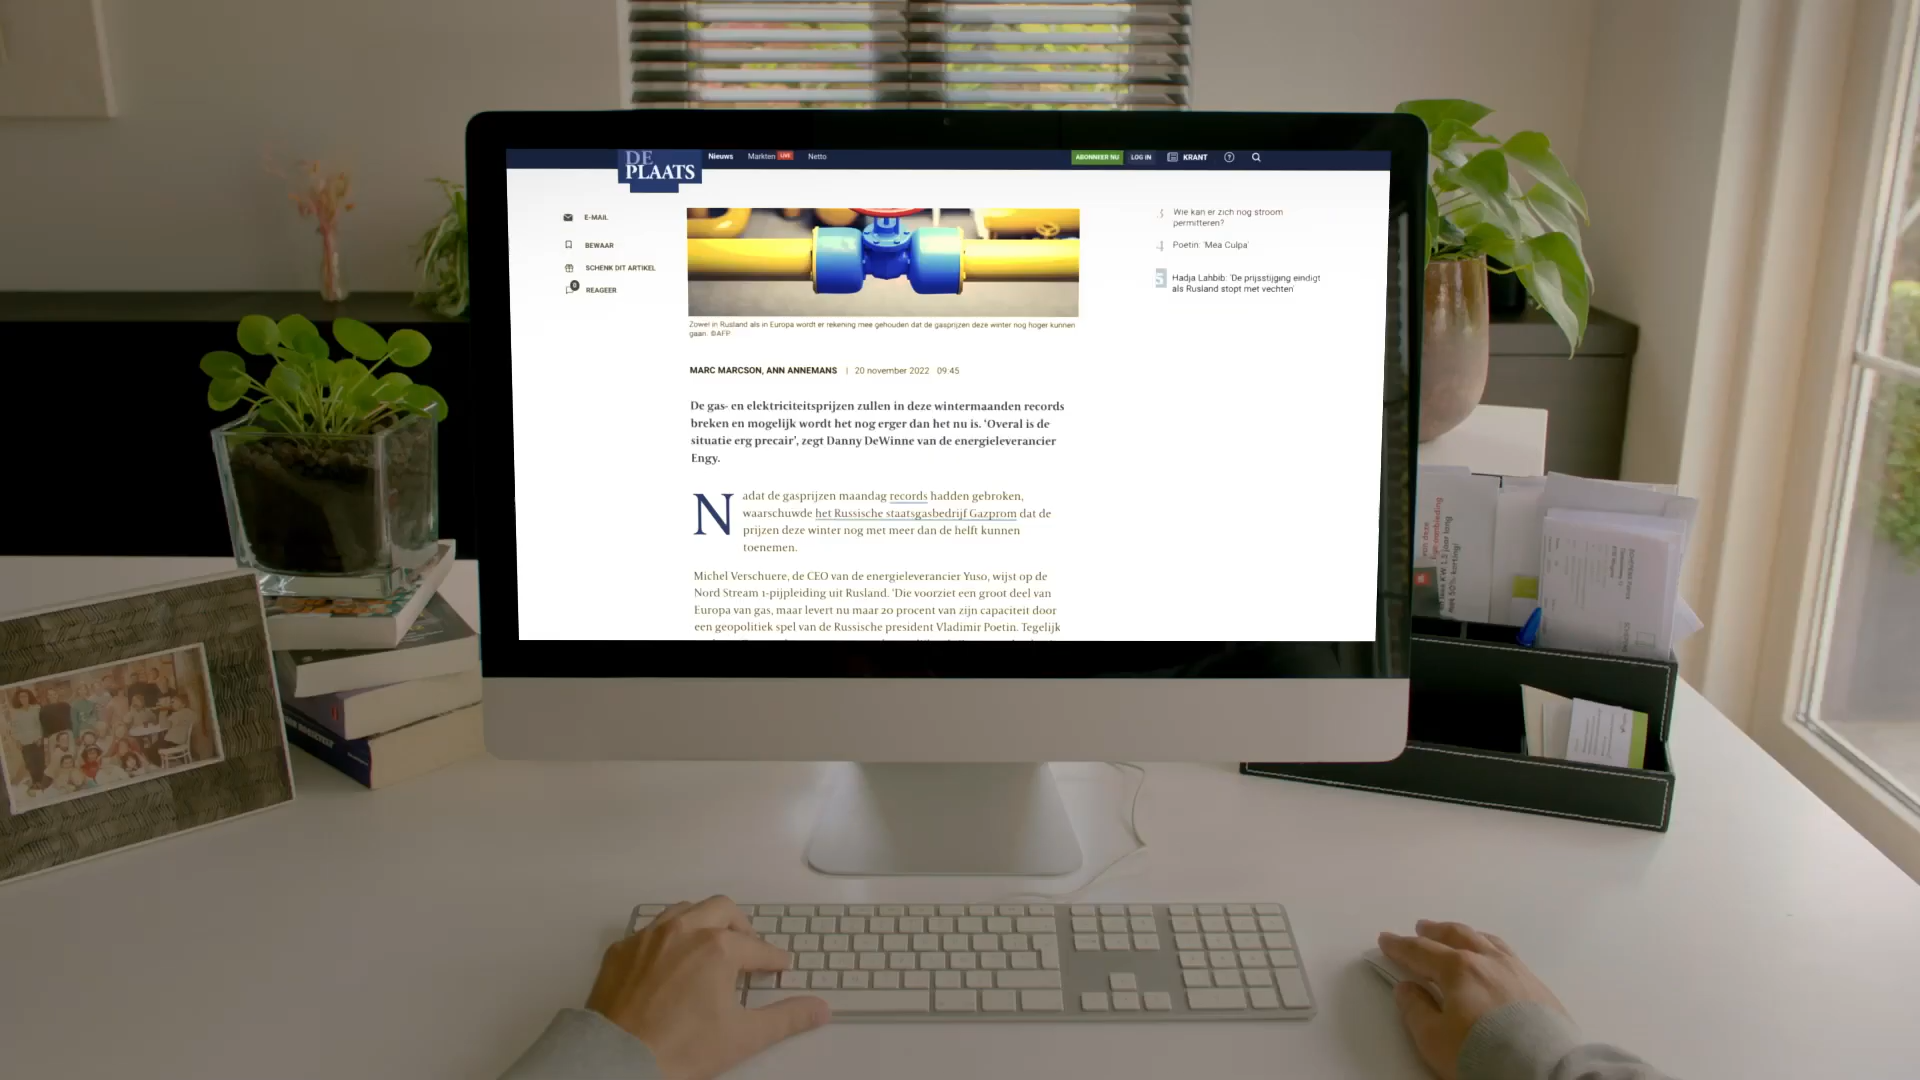 DE
PLAATS
Nieuws
Markten LIVE
Netto
ABONNEER NU
LOG IN
KRANT
E-MAIL
BEWAAR
SCHENK DIT ARTIKEL
0
REAGEER
Zowel in Rusland als in Europa wordt er rekening mee gehouden dat de gasprijzen deze winter nog hoger kunnen
gaan. ©AFP
MARC MARCSON, ANN ANNEMANS | 20 november 2022 09:45
De gas- en elektriciteitsprijzen zullen in deze wintermaanden records
breken en mogelijk wordt het nog erger dan het nu is. ‘Overal is de
situatie erg precair’, zegt Danny DeWinne van de energieleverancier
Engy.
Nadat de gasprijzen maandag records hadden gebroken,
waarschuwde het Russische staatsgasbedrijf Gazprom dat de
prijzen deze winter nog met meer dan de helft kunnen
toenemen.
Michel Verschuere, de CEO van de energieleverancier Yuso, wijst op de
Nord Stream 1-pijpleiding uit Rusland. 'Die voorziet een groot deel van
Europa van gas, maar levert nu maar 20 procent van zijn capaciteit door
een geopolitiek spel van de Russische president Vladimir Poetin. Tegelijk
3 Wie kan er zich nog stroom
permitteren?
4 Poetin: 'Mea Culpa'
5 Hadja Lahbib: 'De prijsstijging eindigt
als Rusland stopt met vechten'